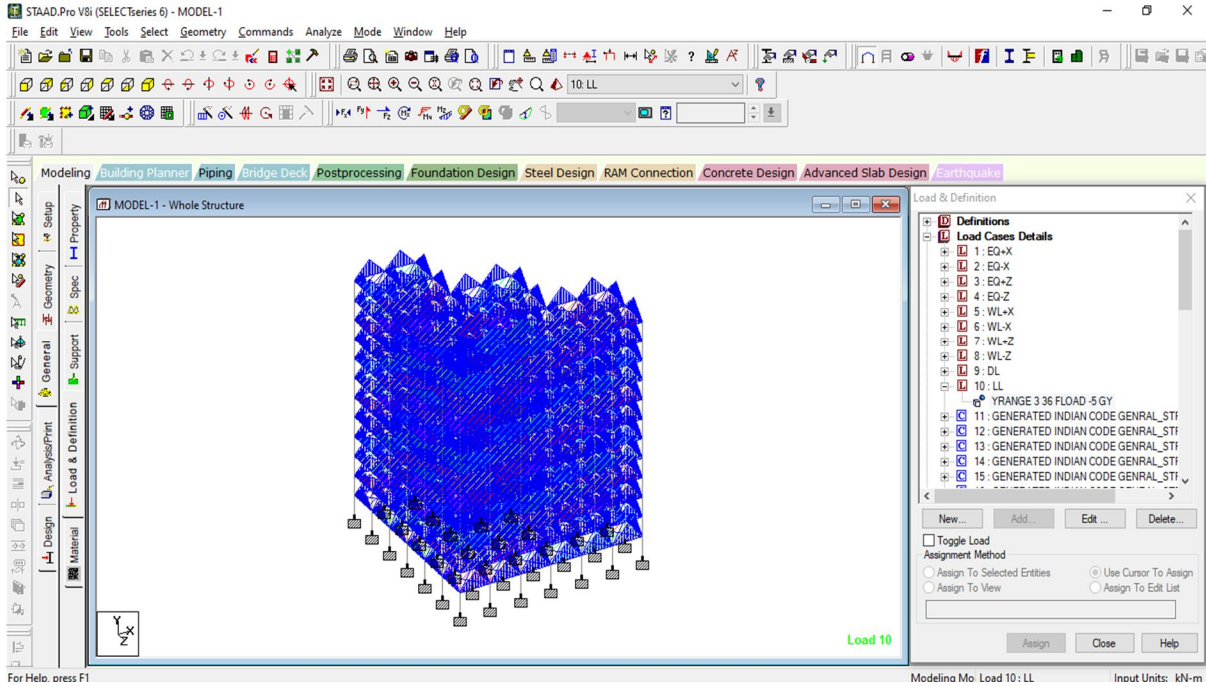 STAAD.Pro V8i (SELECTseries 6) - MODEL-1
File Edit View Tools Select Geometry Commands Analyze Mode Window Help
10: LL
Modeling Building Planner Piping Bridge Deck Postprocessing Foundation Design Steel Design RAM Connection Concrete Design Advanced Slab Design Earthquake
Setup
Geometry
General
Analysis/Print
Design
Property
Spec
Support
Load & Definition
Material
MODEL-1 - Whole Structure
Y
X
Z
Load 10
Load & Definition
Definitions
Load Cases Details
1 : EQ+X
2 : EQ-X
3 : EQ+Z
4 : EQ-Z
5 : WL+X
6 : WL-X
7 : WL+Z
8 : WL-Z
9 : DL
10 : LL
YRANGE 3 36 FLOAD -5 GY
11 : GENERATED INDIAN CODE GENRAL_STF
12 : GENERATED INDIAN CODE GENRAL_STF
13 : GENERATED INDIAN CODE GENRAL_STF
14 : GENERATED INDIAN CODE GENRAL_STF
15 : GENERATED INDIAN CODE GENRAL_STF
New... Add... Edit ... Delete...
Toggle Load
Assignment Method
Assign To Selected Entities Use Cursor To Assign
Assign To View Assign To Edit List
Assign Close Help
For Help, press F1 Modeling Mo Load 10 : LL Input Units: kN-m